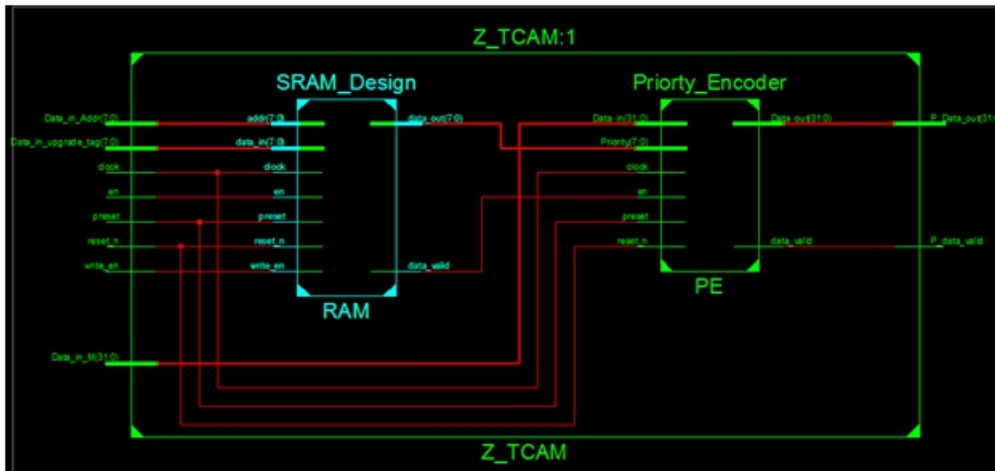 Z_TCAM:1
SRAM_Design
Priorty_Encoder
Data_in_Addr(7:0)
addr(7:0)
data_out(7:0)
Data_in(31:0)
Data_out(31:0)
P_Data_out(31:0)
Data_in_upgrade_tag(7:0)
data_in(7:0)
Priority(7:0)
clock
clock
clock
en
en
en
preset
preset
preset
reset_n
reset_n
reset_n
data_valid
P_data_valid
write_en
write_en
data_valid
PE
RAM
Data_in_M(31:0)
Z_TCAM